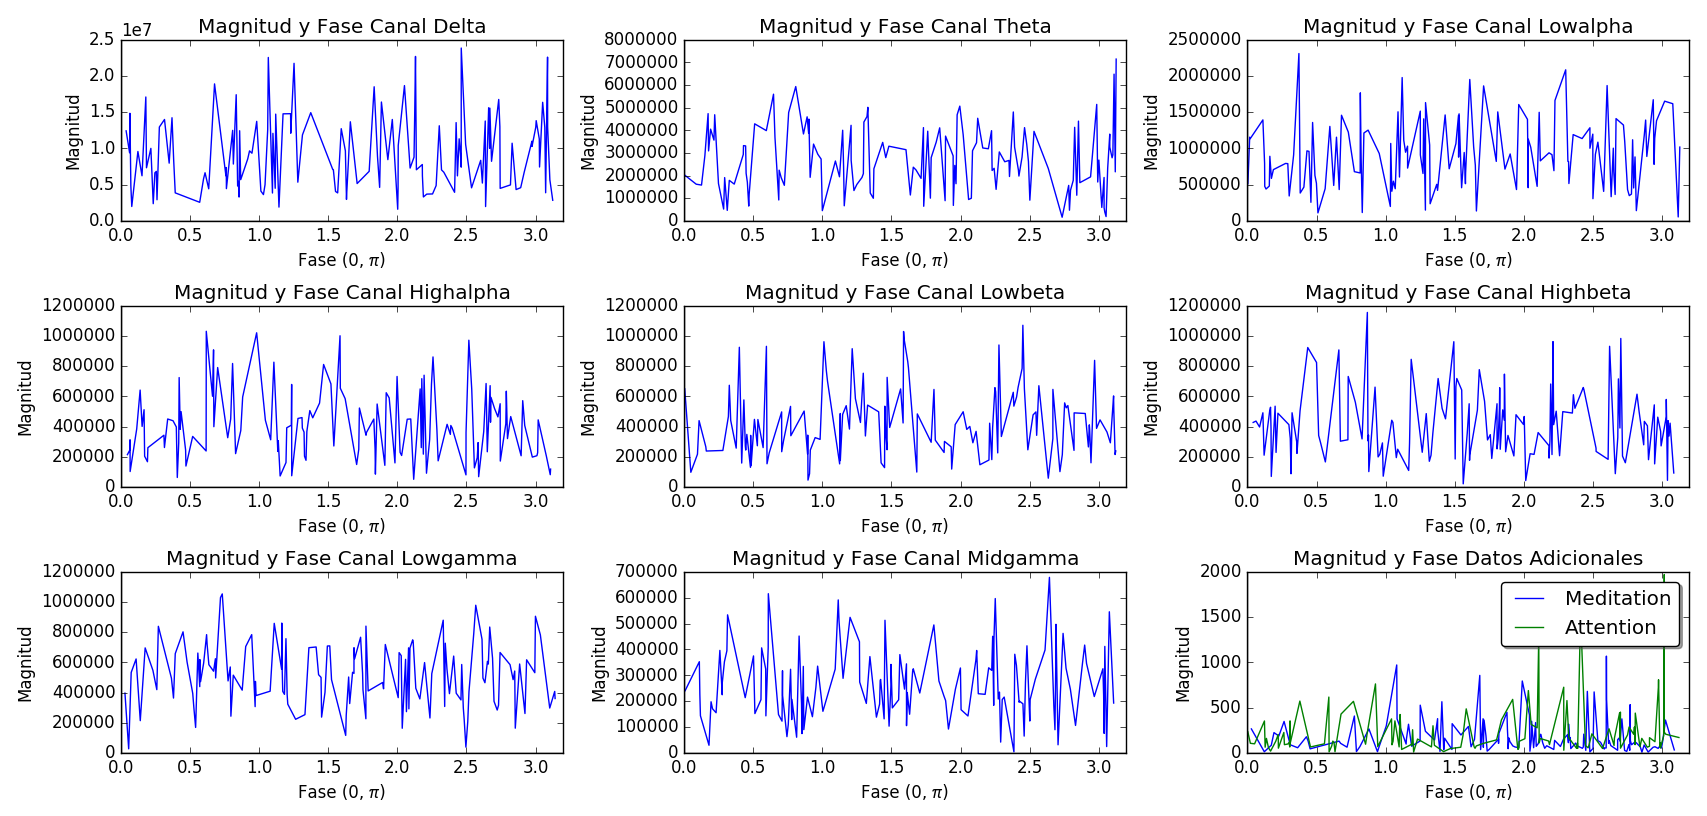 Magnitud y Fase Canal Delta
1e7
2.5
2.0
1.5
1.0
0.5
0.0
Magnitud
0.0 0.5 1.0 1.5 2.0 2.5 3.0
Fase (0, π)
Magnitud y Fase Canal Theta
8000000
7000000
6000000
5000000
4000000
3000000
2000000
1000000
0
Magnitud
0.0 0.5 1.0 1.5 2.0 2.5 3.0
Fase (0, π)
Magnitud y Fase Canal Lowalpha
2500000
2000000
1500000
1000000
500000
0
Magnitud
0.0 0.5 1.0 1.5 2.0 2.5 3.0
Fase (0, π)
Magnitud y Fase Canal Highalpha
1200000
1000000
800000
600000
400000
200000
0
Magnitud
0.0 0.5 1.0 1.5 2.0 2.5 3.0
Fase (0, π)
Magnitud y Fase Canal Lowbeta
1200000
1000000
800000
600000
400000
200000
0
Magnitud
0.0 0.5 1.0 1.5 2.0 2.5 3.0
Fase (0, π)
Magnitud y Fase Canal Highbeta
1200000
1000000
800000
600000
400000
200000
0
Magnitud
0.0 0.5 1.0 1.5 2.0 2.5 3.0
Fase (0, π)
Magnitud y Fase Canal Lowgamma
1200000
1000000
800000
600000
400000
200000
0
Magnitud
0.0 0.5 1.0 1.5 2.0 2.5 3.0
Fase (0, π)
Magnitud y Fase Canal Midgamma
700000
600000
500000
400000
300000
200000
100000
0
Magnitud
0.0 0.5 1.0 1.5 2.0 2.5 3.0
Fase (0, π)
Magnitud y Fase Datos Adicionales
2000
1500
1000
500
0
Magnitud
Meditation
Attention
0.0 0.5 1.0 1.5 2.0 2.5 3.0
Fase (0, π)